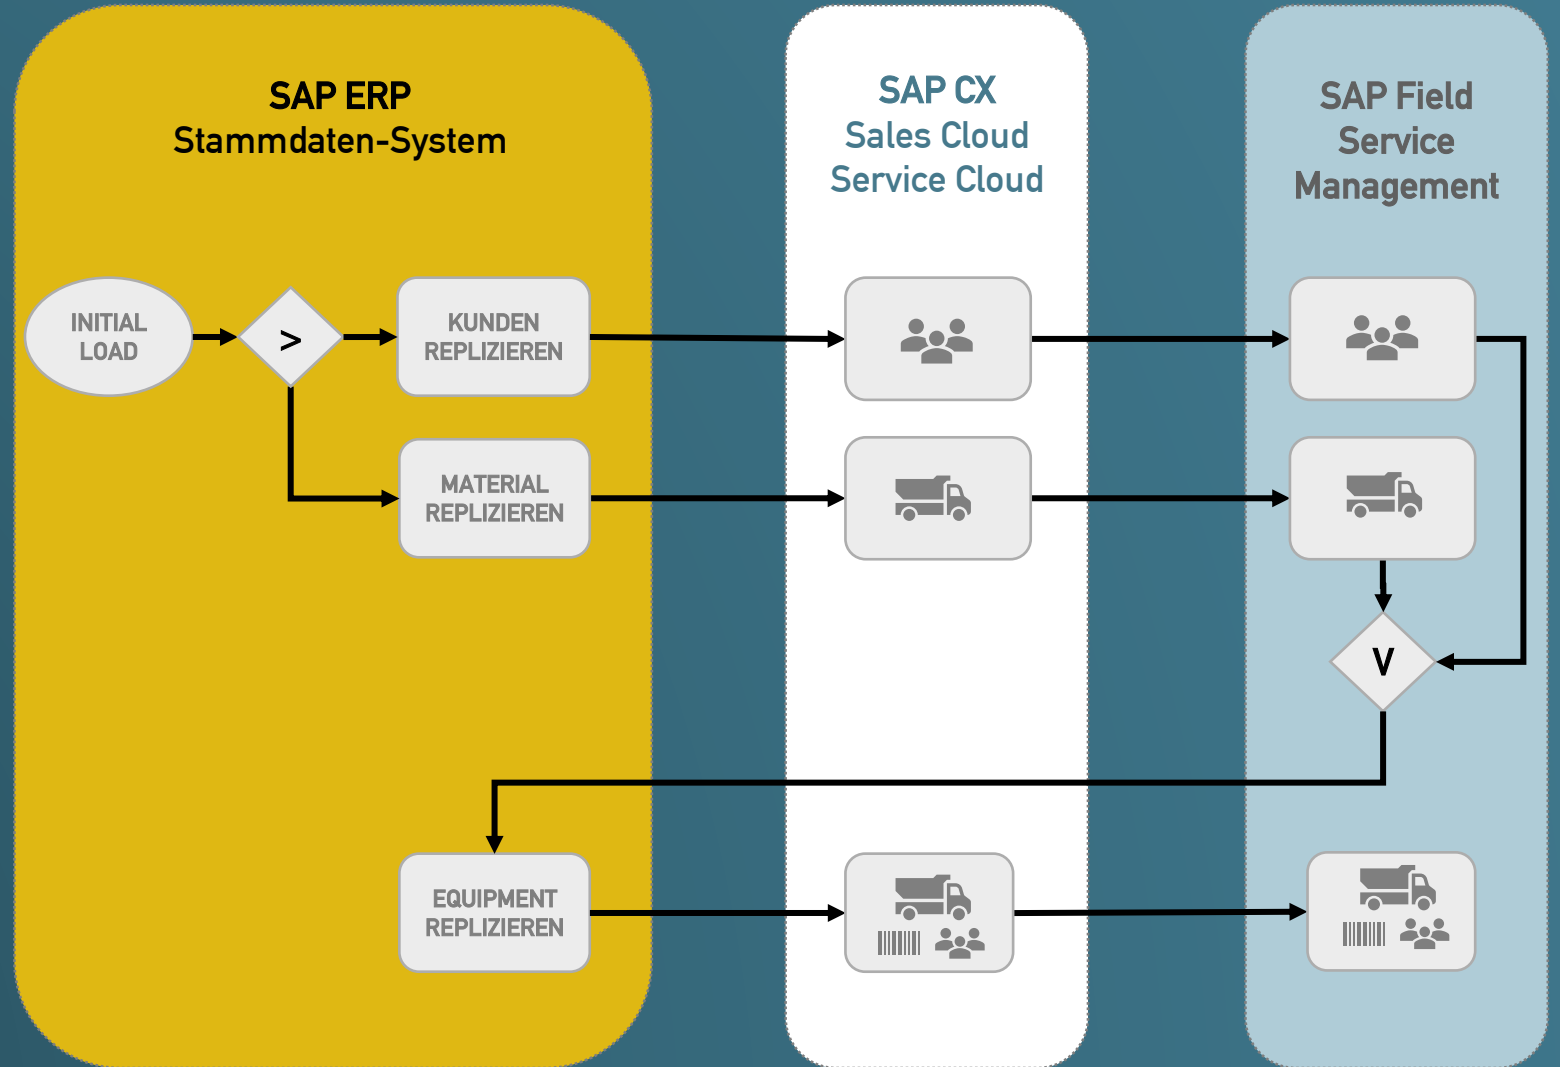 SAP ERP
Stammdaten-System
SAP CX
Sales Cloud
Service Cloud
SAP Field
Service
Management
INITIAL
LOAD
>
KUNDEN
REPLIZIEREN
MATERIAL
REPLIZIEREN
V
EQUIPMENT
REPLIZIEREN